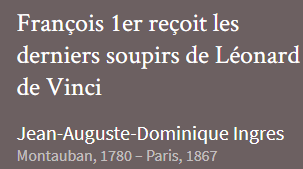 François 1er reçoit les
derniers soupirs de Léonard
de Vinci
Jean-Auguste-Dominique Ingres
Montauban, 1780 – Paris, 1867